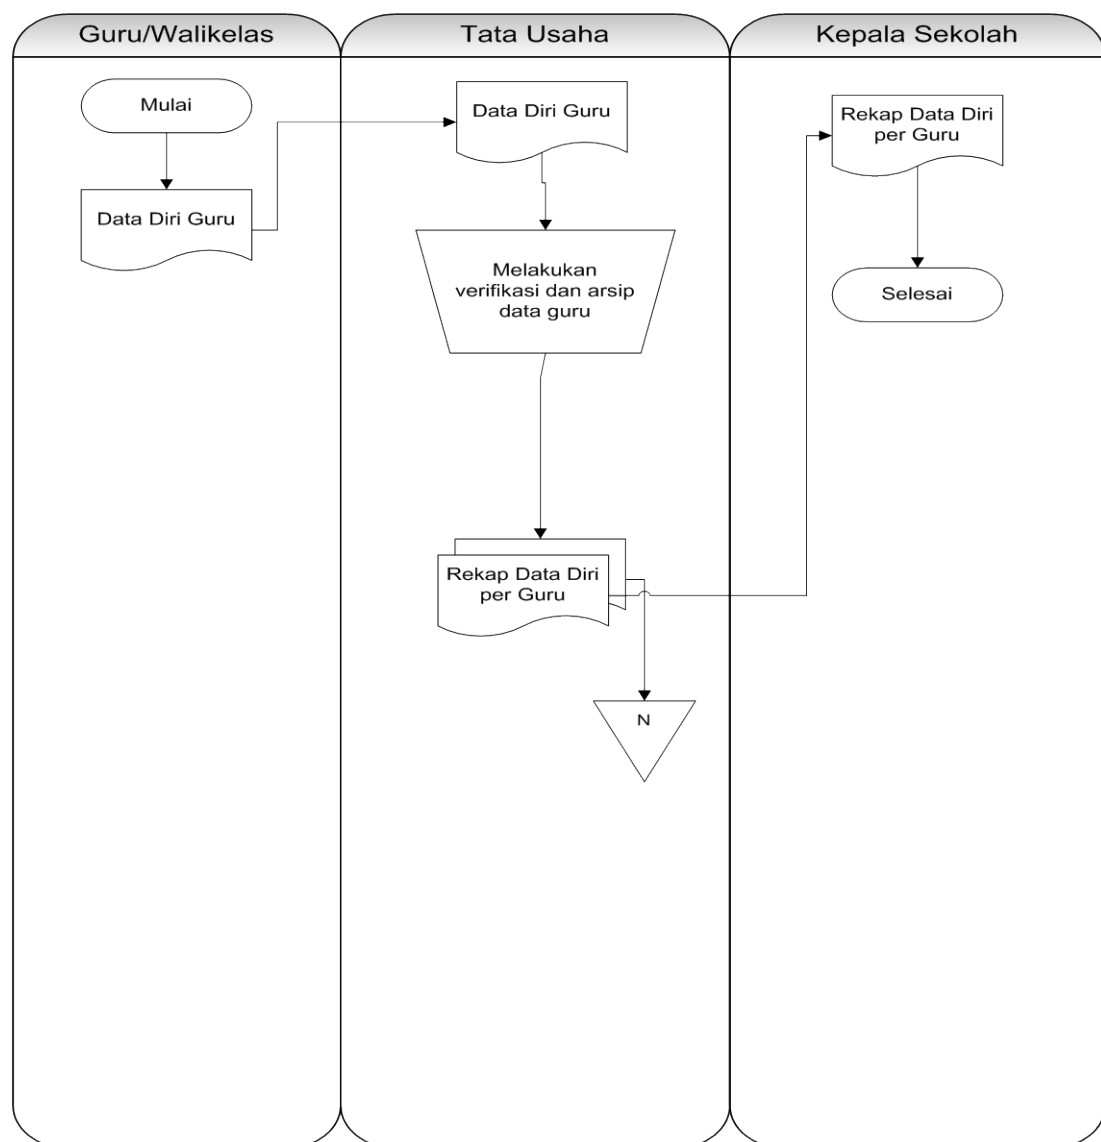 Guru/Walikelas
Tata Usaha
Kepala Sekolah
Mulai
Data Diri Guru
Data Diri Guru
Melakukan
verifikasi dan arsip
data guru
Rekap Data Diri
per Guru
N
Rekap Data Diri
per Guru
Selesai